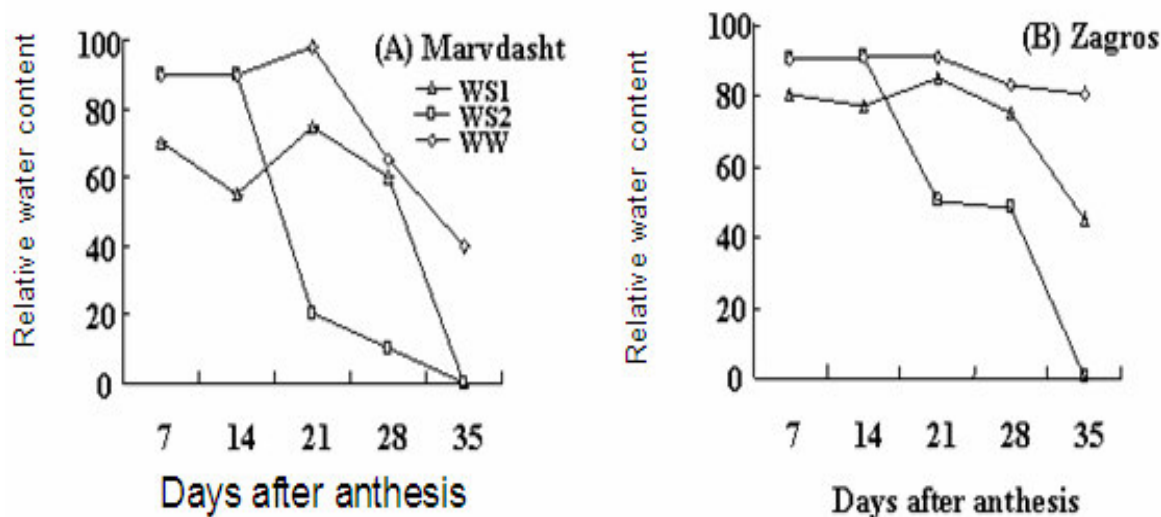 (A) Marvdasht
WS1
WS2
WW
Relative water content
100
80
60
40
20
0
7 14 21 28 35
Days after anthesis
(B) Zagros
Relative water content
100
80
60
40
20
0
7 14 21 28 35
Days after anthesis